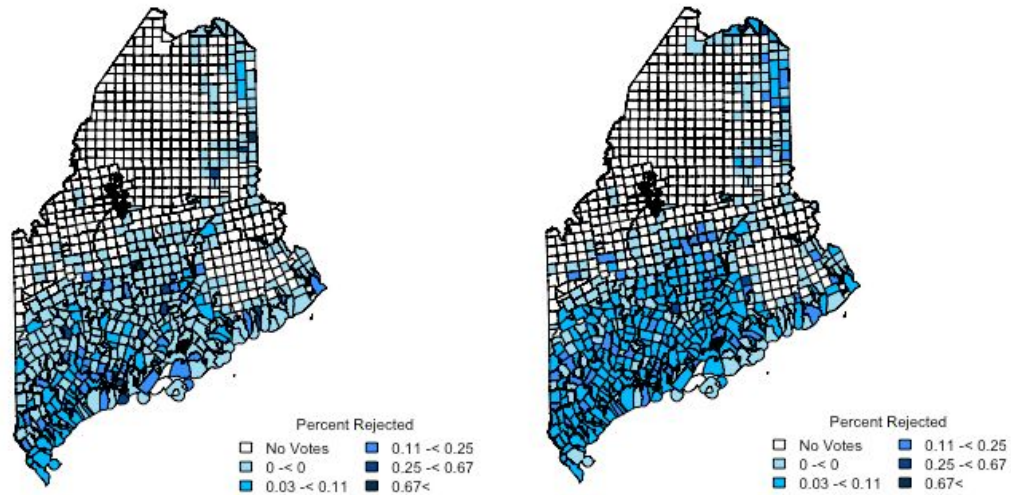 Percent Rejected
No Votes
0 -< 0
0.03 -< 0.11
0.11 -< 0.25
0.25 -< 0.67
0.67<
Percent Rejected
No Votes
0 -< 0
0.03 -< 0.11
0.11 -< 0.25
0.25 -< 0.67
0.67<